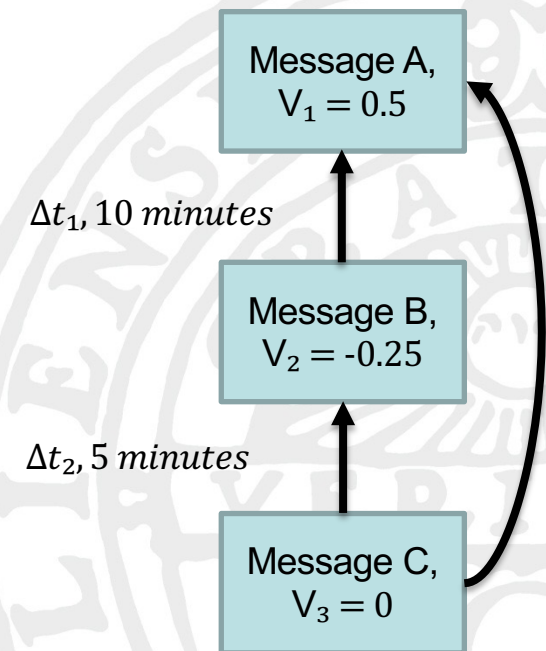 Message A,
V₁ = 0.5
Δt₁, 10 minutes
Message B,
V₂ = -0.25
Δt₂, 5 minutes
Message C,
V₃ = 0